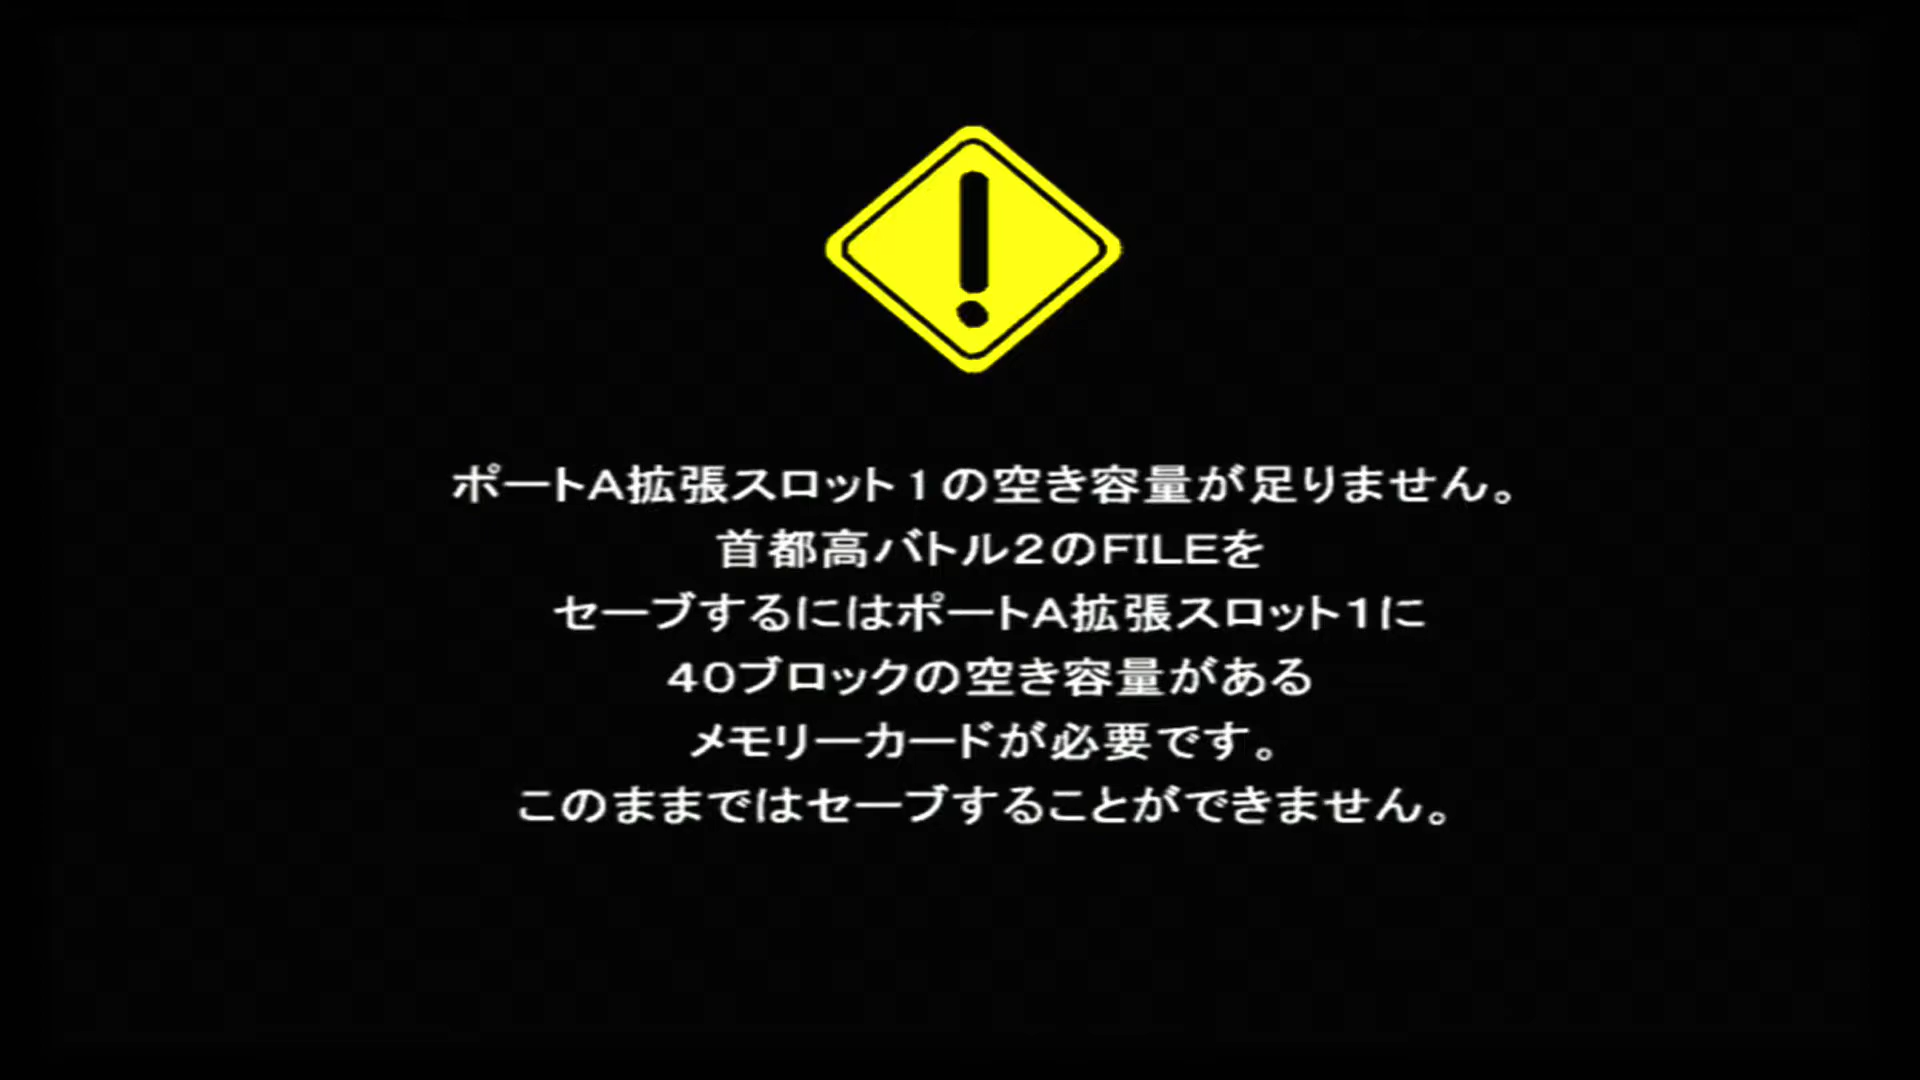 ポートA拡張スロット1の空き容量が足りません。
首都高バトル2のFILEを
セーブするにはポートA拡張スロット1に
40ブロックの空き容量がある
メモリーカードが必要です。
このままではセーブすることができません。